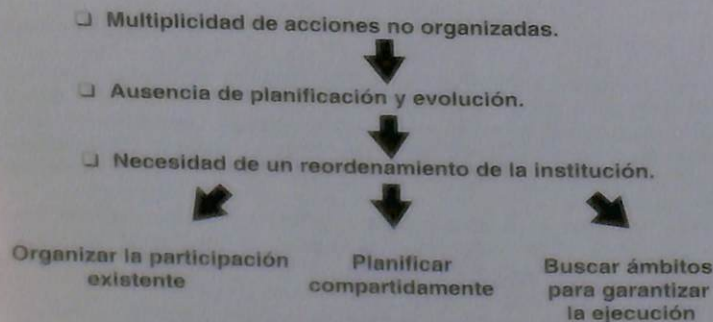 ❑ Multiplicidad de acciones no organizadas.
❑ Ausencia de planificación y evolución.
❑ Necesidad de un reordenamiento de la institución.
Organizar la participación
existente
Planificar
compartidamente
Buscar ámbitos
para garantizar
la ejecución